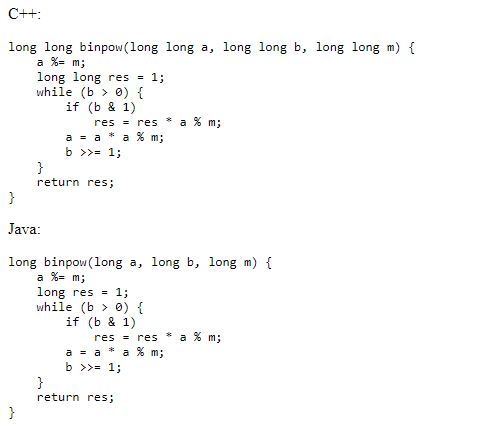 C++:
long long binpow(long long a, long long b, long long m) {
    a %= m;
    long long res = 1;
    while (b > 0) {
        if (b & 1)
            res = res * a % m;
        a = a * a % m;
        b >>= 1;
    }
    return res;
}
Java:
long binpow(long a, long b, long m) {
    a %= m;
    long res = 1;
    while (b > 0) {
        if (b & 1)
            res = res * a % m;
        a = a * a % m;
        b >>= 1;
    }
    return res;
}